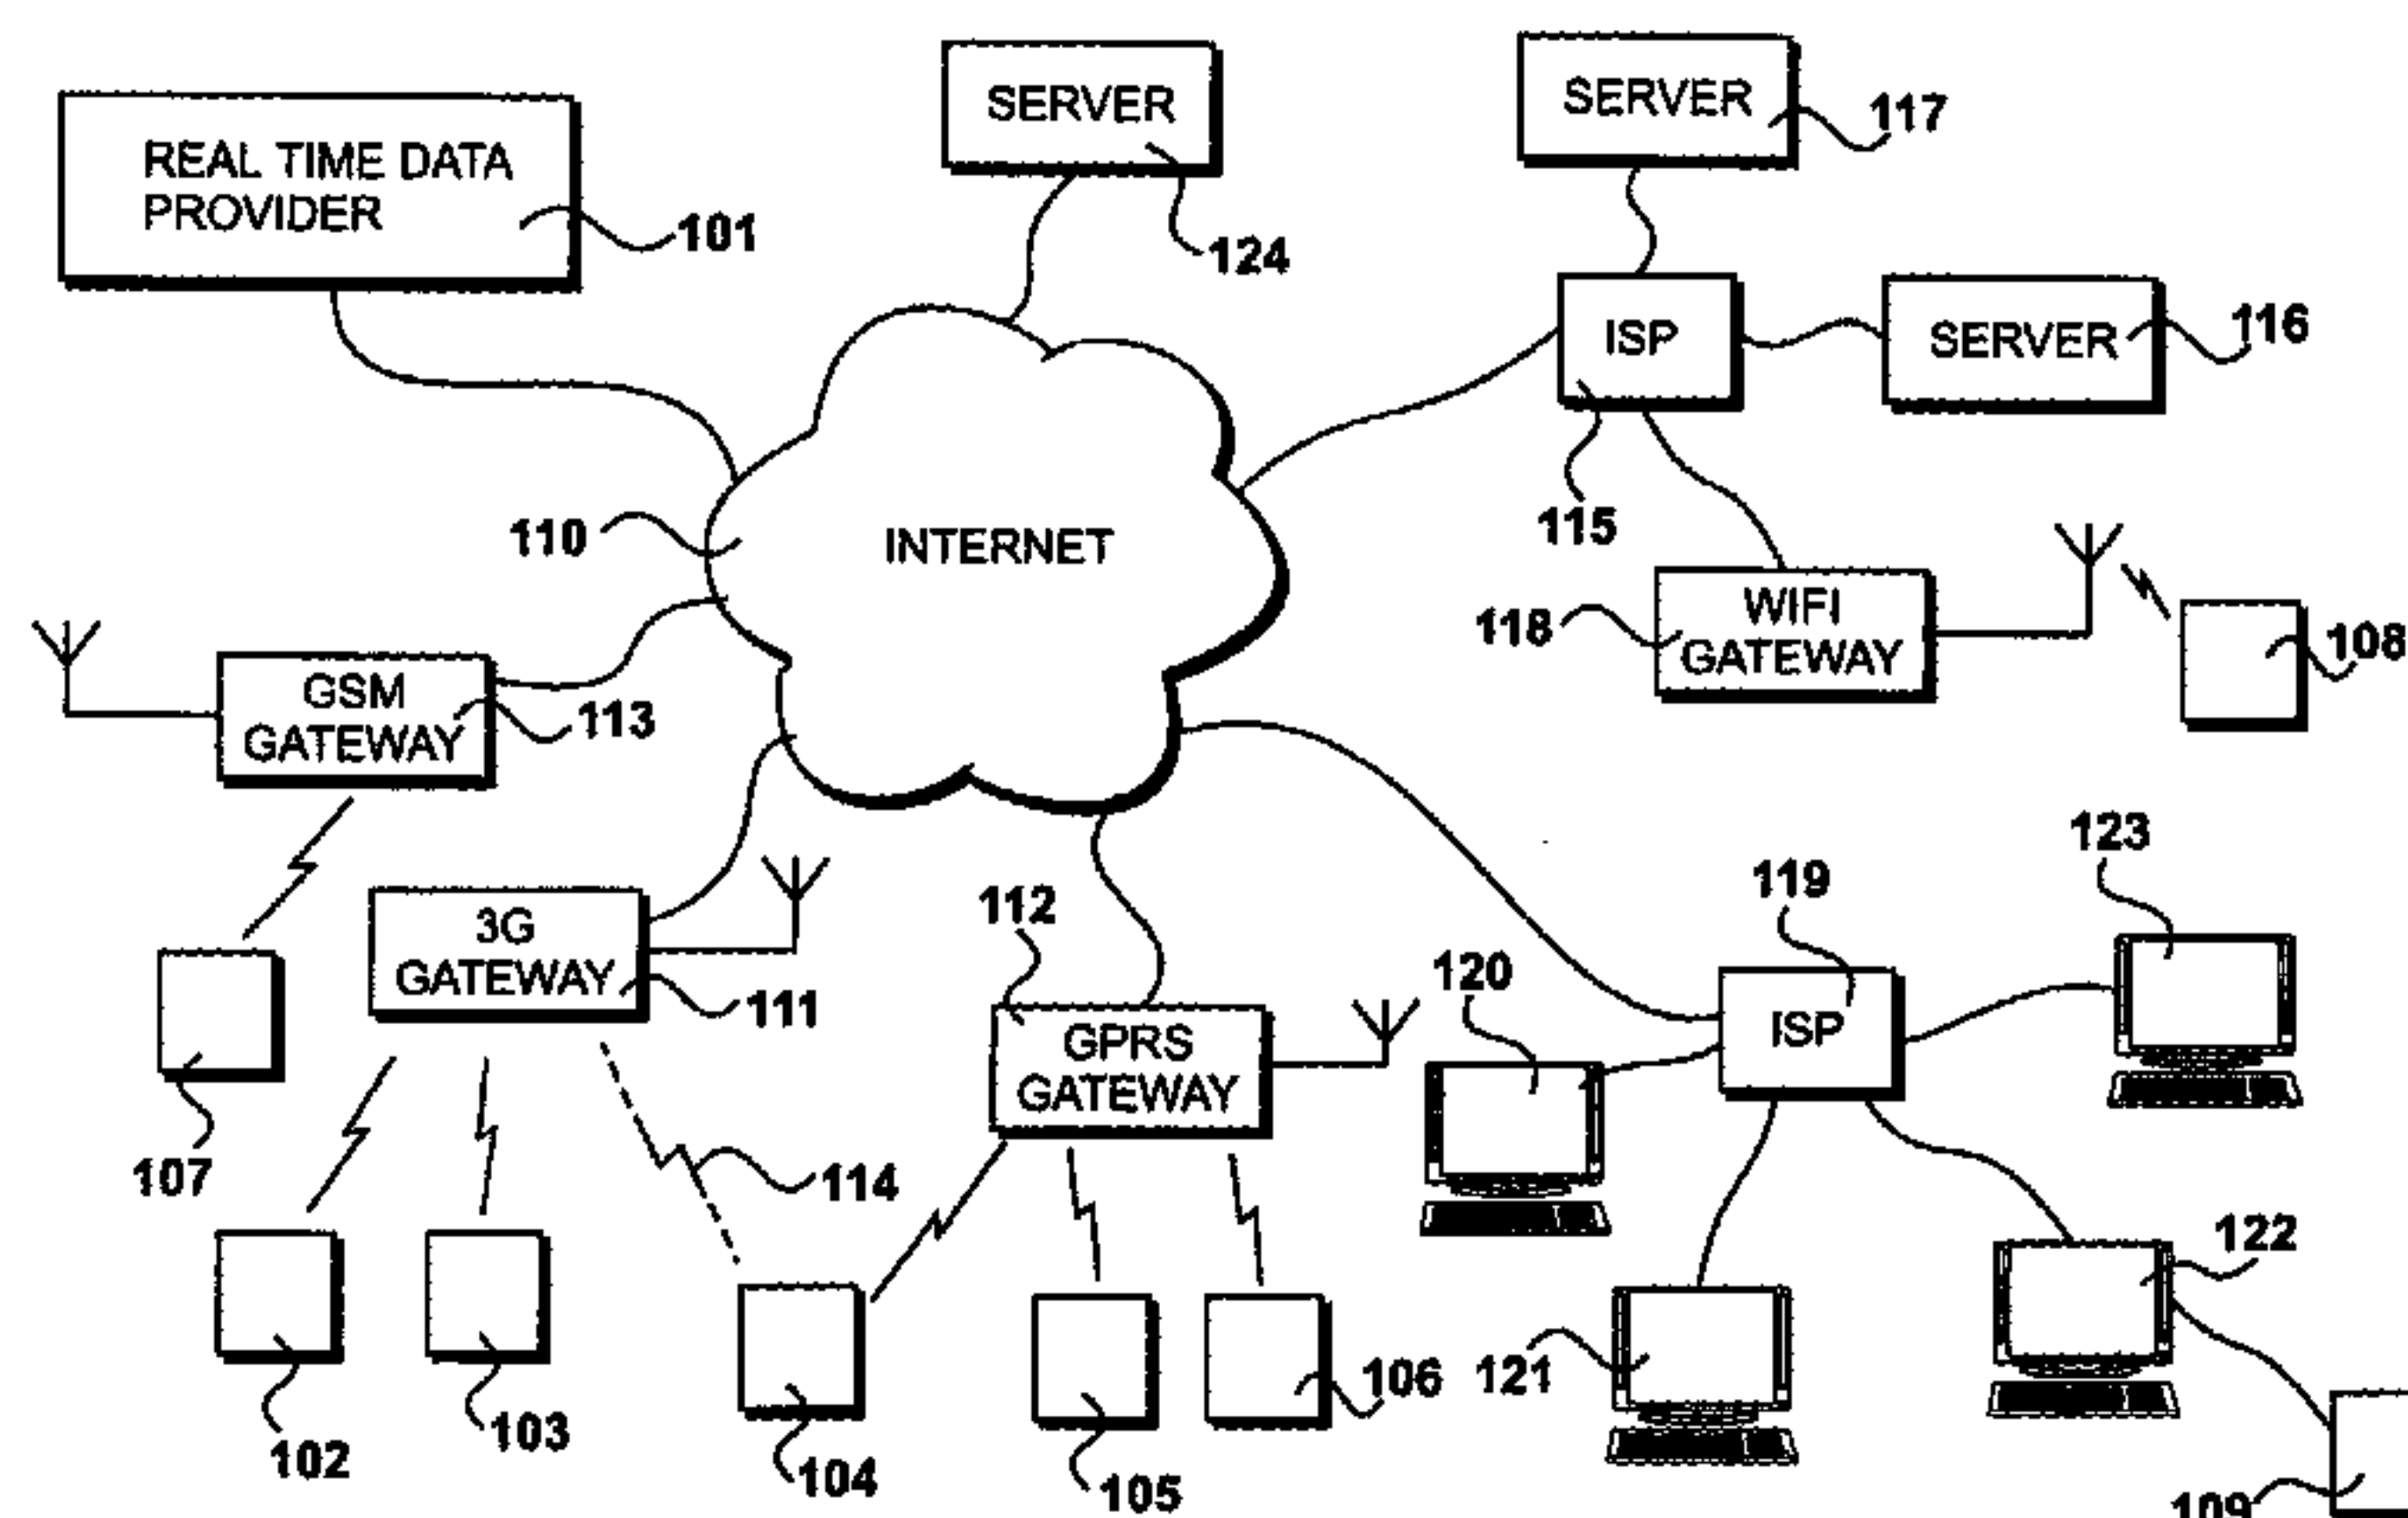 SERVER
SERVER
117
REAL TIME DATA
PROVIDER
101
124
ISP
SERVER
116
110
INTERNET
115
WIFI
GATEWAY
118
108
GSM
GATEWAY
113
123
119
112
3G
GATEWAY
111
120
ISP
GPRS
GATEWAY
107
114
122
121
106
102
103
104
105
109